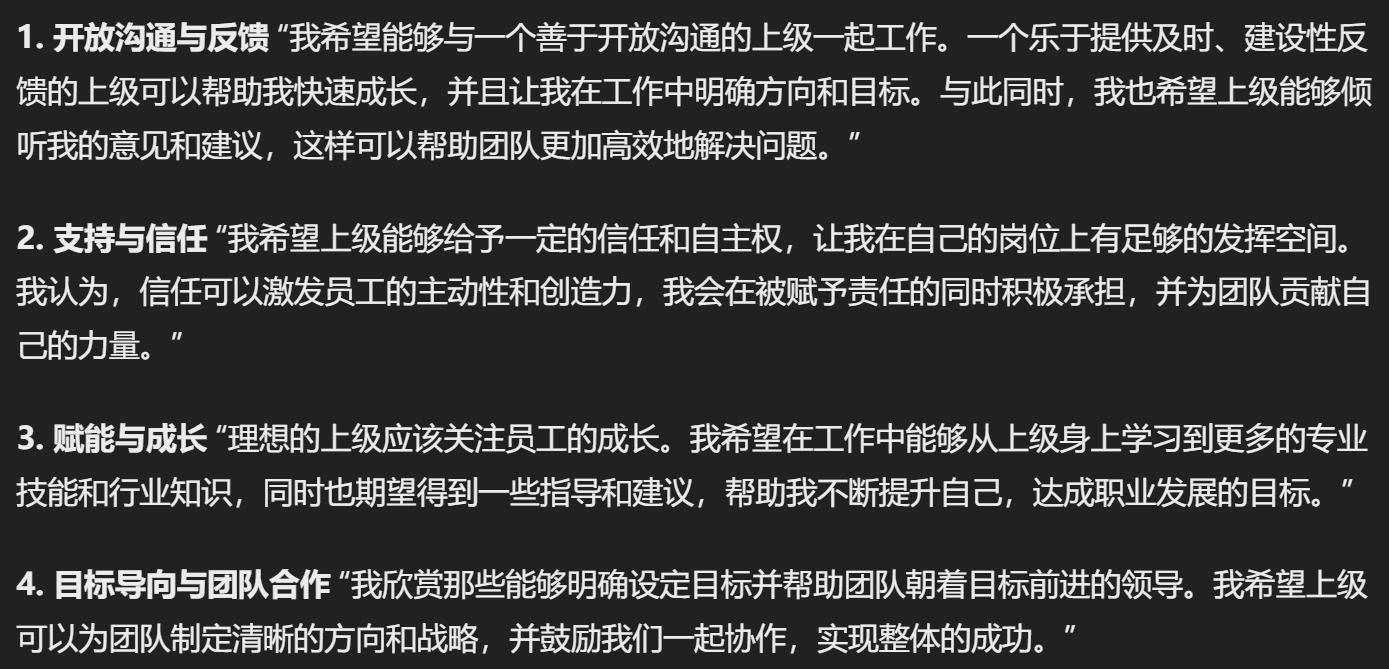 1. 开放沟通与反馈 “我希望能够与一个善于开放沟通的上级一起工作。一个乐于提供及时、建设性反
馈的上级可以帮助我快速成长，并且让我在工作中明确方向和目标。与此同时，我也希望上级能够倾
听我的意见和建议，这样可以帮助团队更加高效地解决问题。”
2. 支持与信任 “我希望上级能够给予一定的信任和自主权，让我在自己的岗位上有足够的发挥空间。
我认为，信任可以激发员工的主动性和创造力，我会在被赋予责任的同时积极承担，并为团队贡献自
己的力量。”
3. 赋能与成长 “理想的上级应该关注员工的成长。我希望在工作中能够从上级身上学习到更多的专业
技能和行业知识，同时也期望得到一些指导和建议，帮助我不断提升自己，达成职业发展的目标。”
4. 目标导向与团队合作 “我欣赏那些能够明确设定目标并帮助团队朝着目标前进的领导。我希望上级
可以为团队制定清晰的方向和战略，并鼓励我们一起协作，实现整体的成功。”